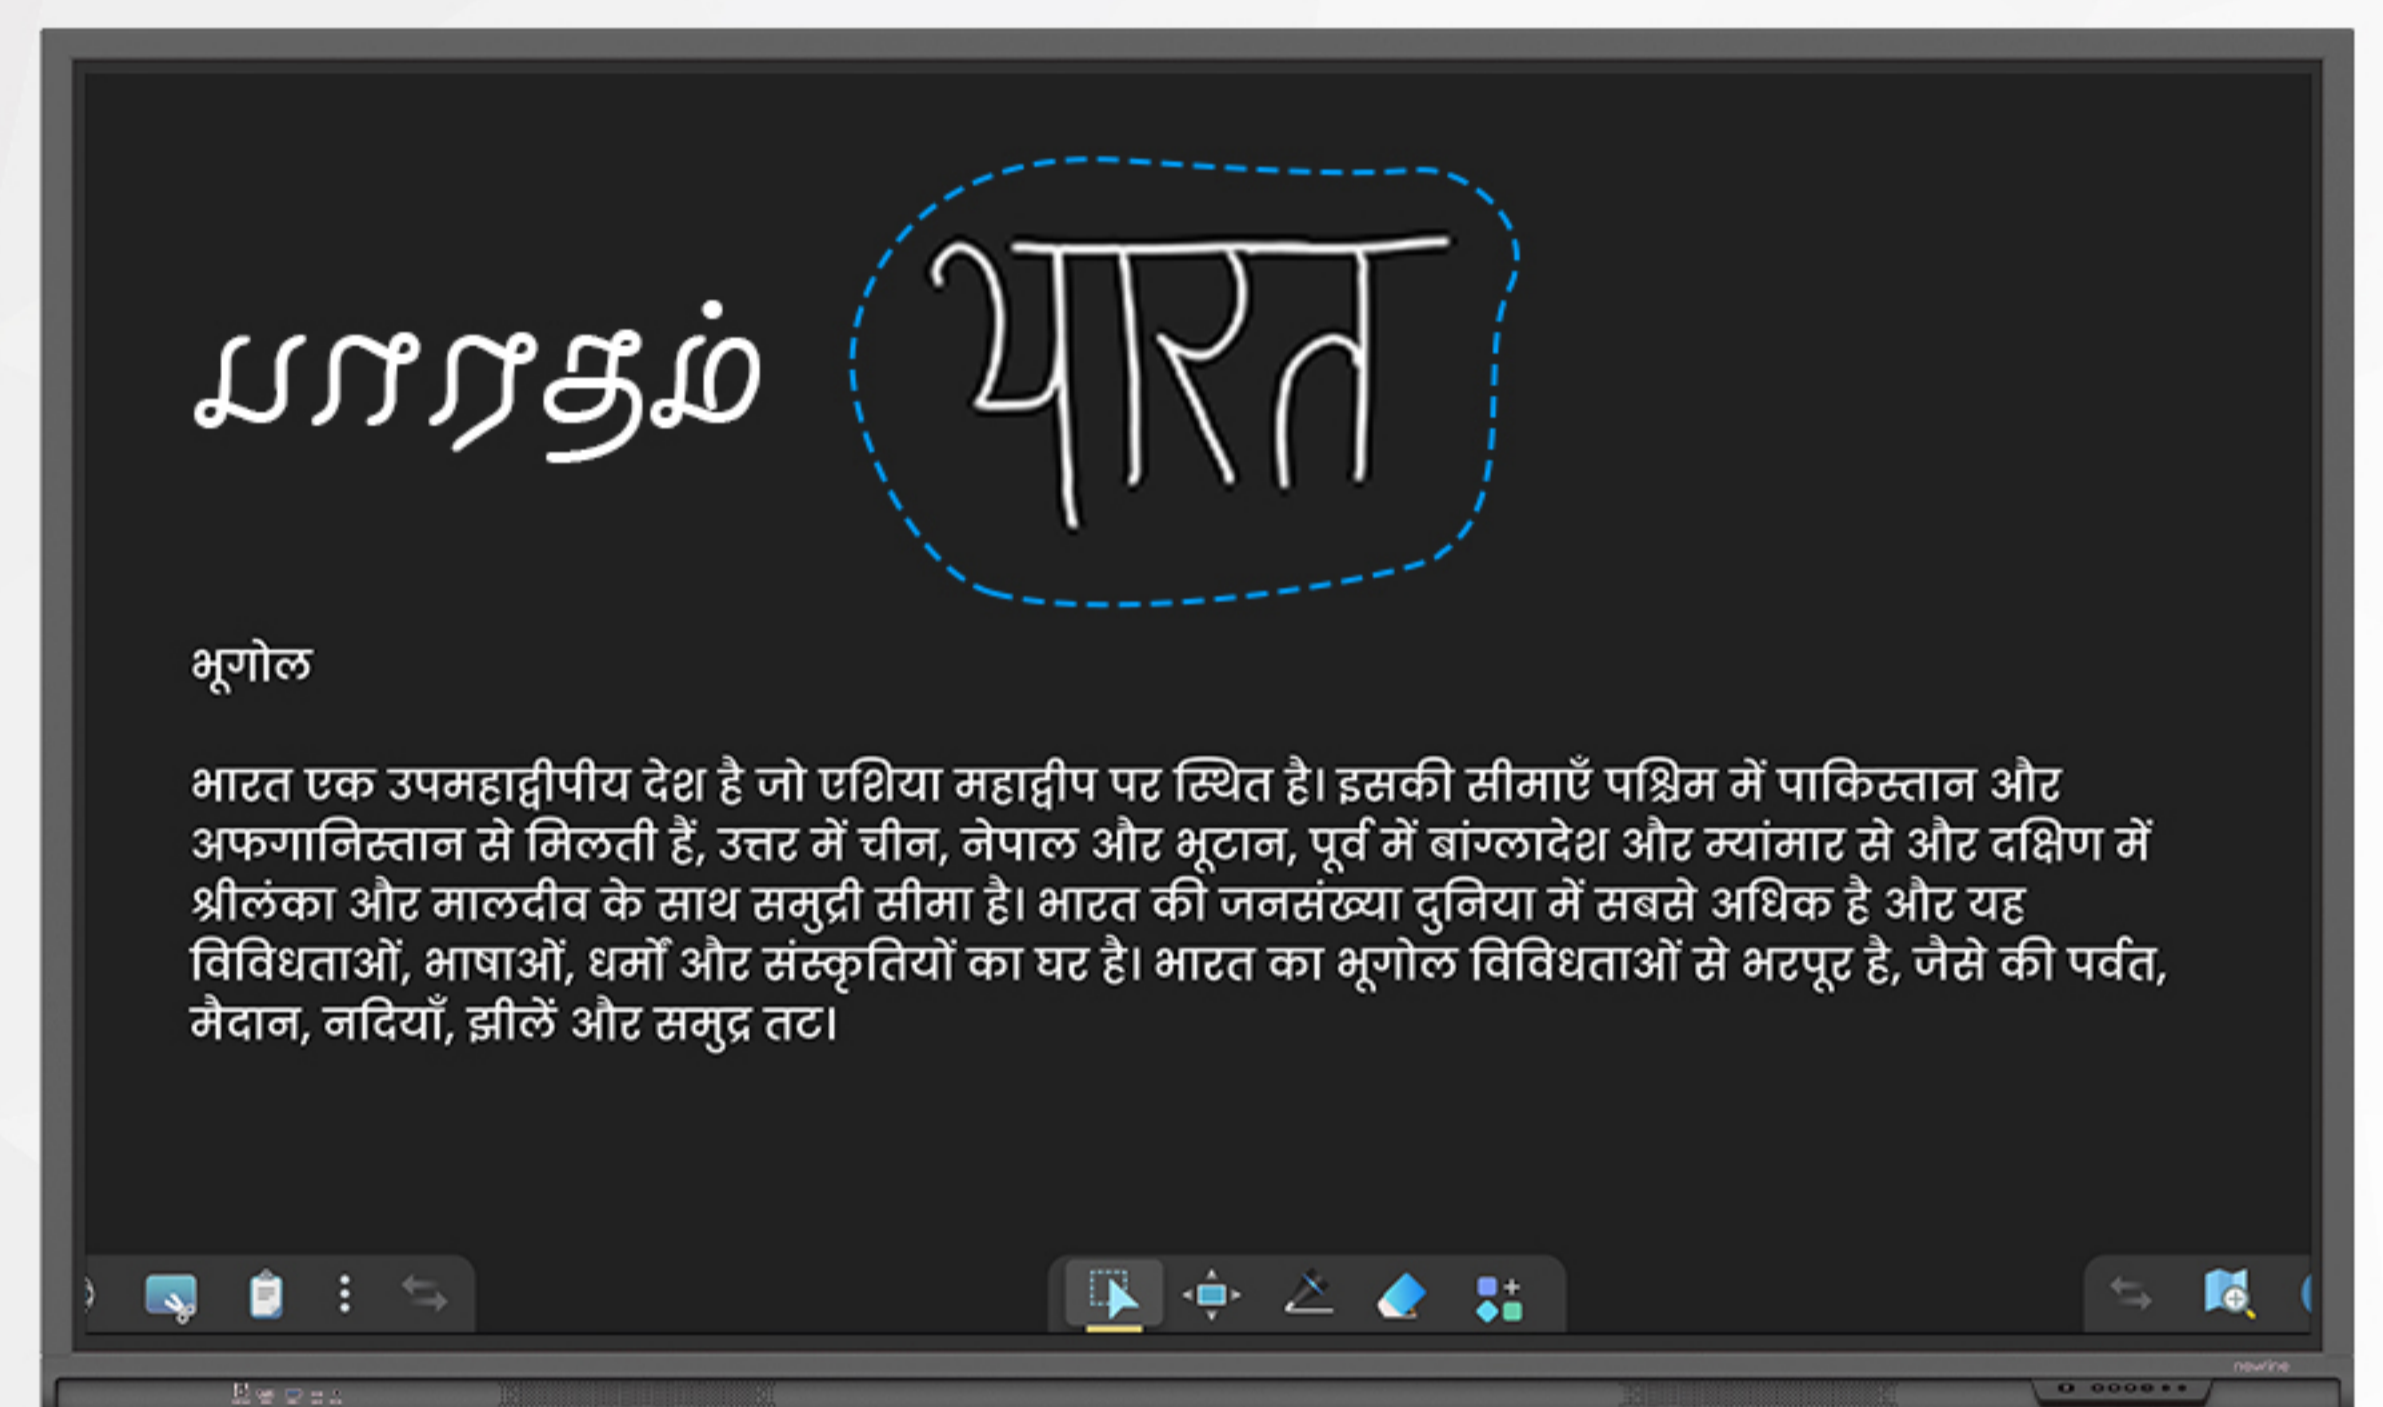 பாரதம் भारत
भूगोल
भारत एक उपमहाद्वीपीय देश है जो एशिया महाद्वीप पर स्थित है। इसकी सीमाएँ पश्चिम में पाकिस्तान और
अफगानिस्तान से मिलती हैं, उत्तर में चीन, नेपाल और भूटान, पूर्व में बांग्लादेश और म्यांमार से और दक्षिण में
श्रीलंका और मालदीव के साथ समुद्री सीमा है। भारत की जनसंख्या दुनिया में सबसे अधिक है और यह
विविधताओं, भाषाओं, धर्मों और संस्कृतियों का घर है। भारत का भूगोल विविधताओं से भरपूर है, जैसे की पर्वत,
मैदान, नदियाँ, झीलें और समुद्र तट।
newline